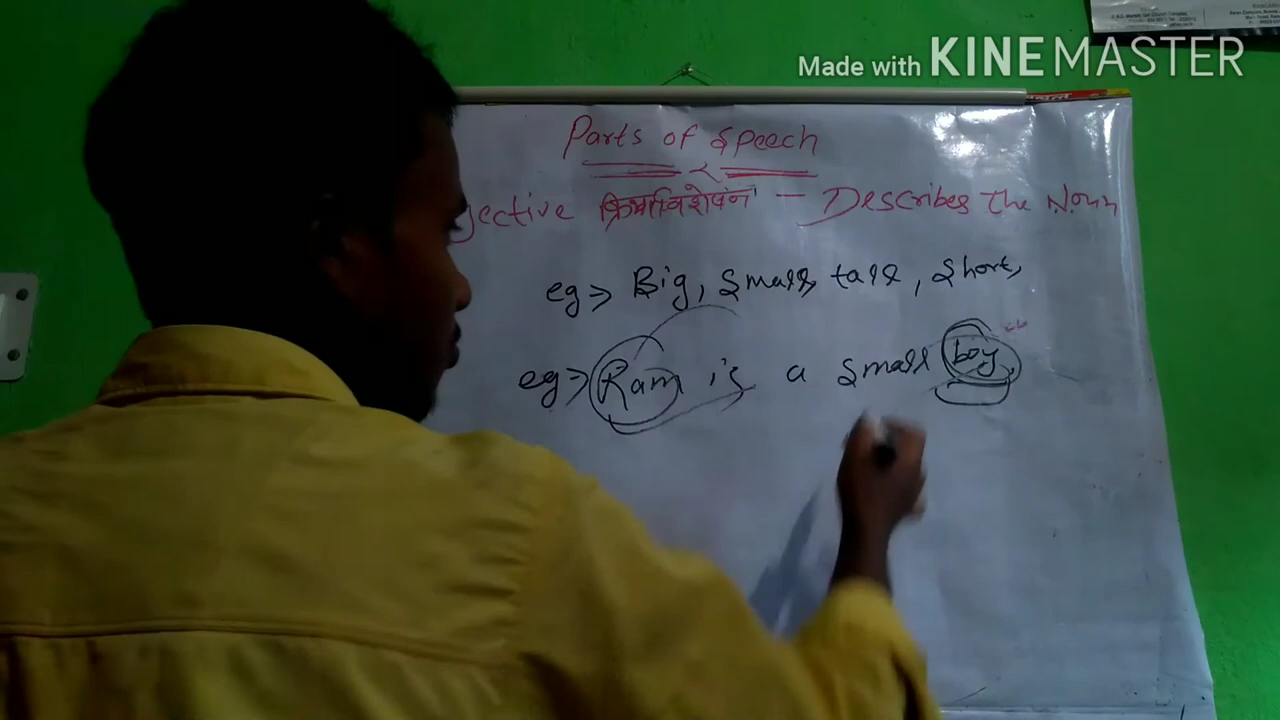 Made with KINEMASTER
Parts of Speech
jective क्रियाविशेषण - Describes the Noun
eg => Big, Small, tall, Short,
eg => Ram is a Small boy